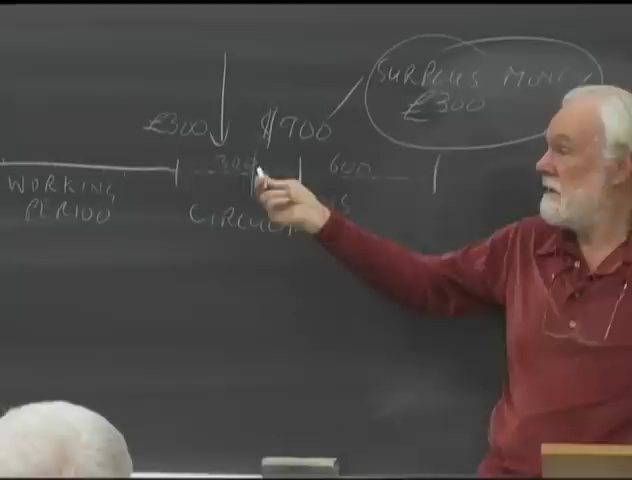 SURPLUS MONEY
£300
£300 $900
300 600
WORKING
PERIOD